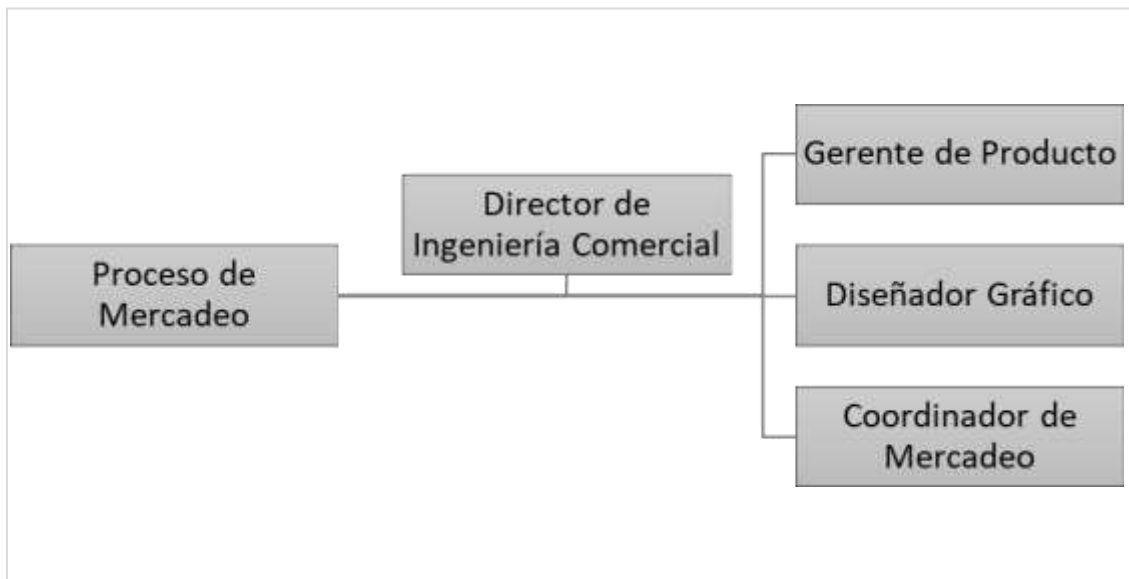 Proceso de
Mercadeo
Director de
Ingeniería Comercial
Gerente de Producto
Diseñador Gráfico
Coordinador de
Mercadeo